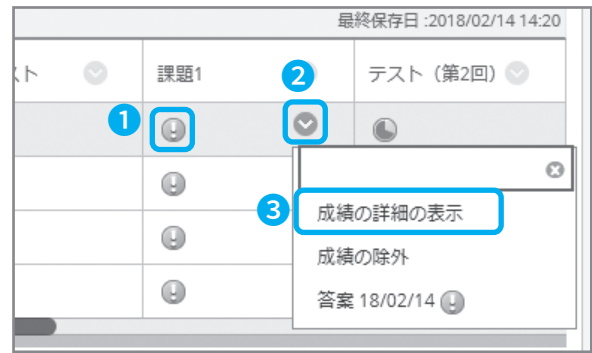 最終保存日 :2018/02/14 14:20
スト
課題1
テスト（第2回）
1
2
3
成績の詳細の表示
成績の除外
答案 18/02/14